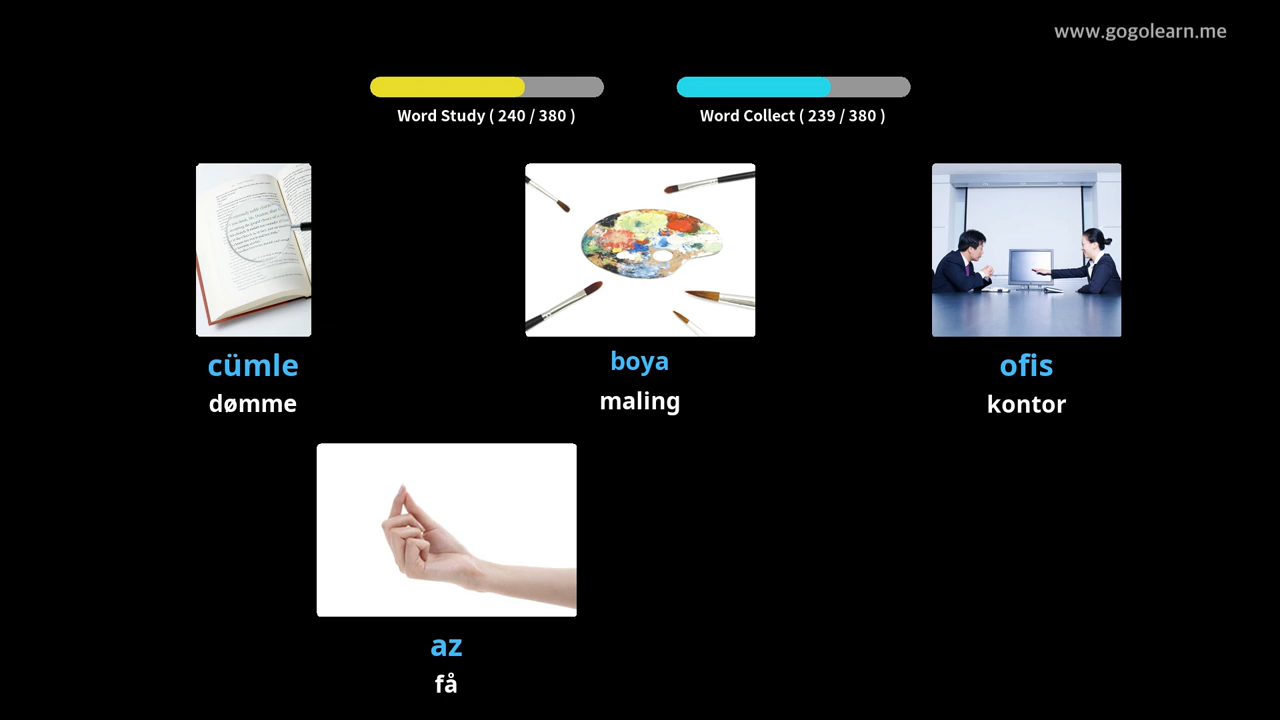 www.gogolearn.me
Word Study ( 240 / 380 )
Word Collect ( 239 / 380 )
cümle
dømme
boya
maling
ofis
kontor
az
få